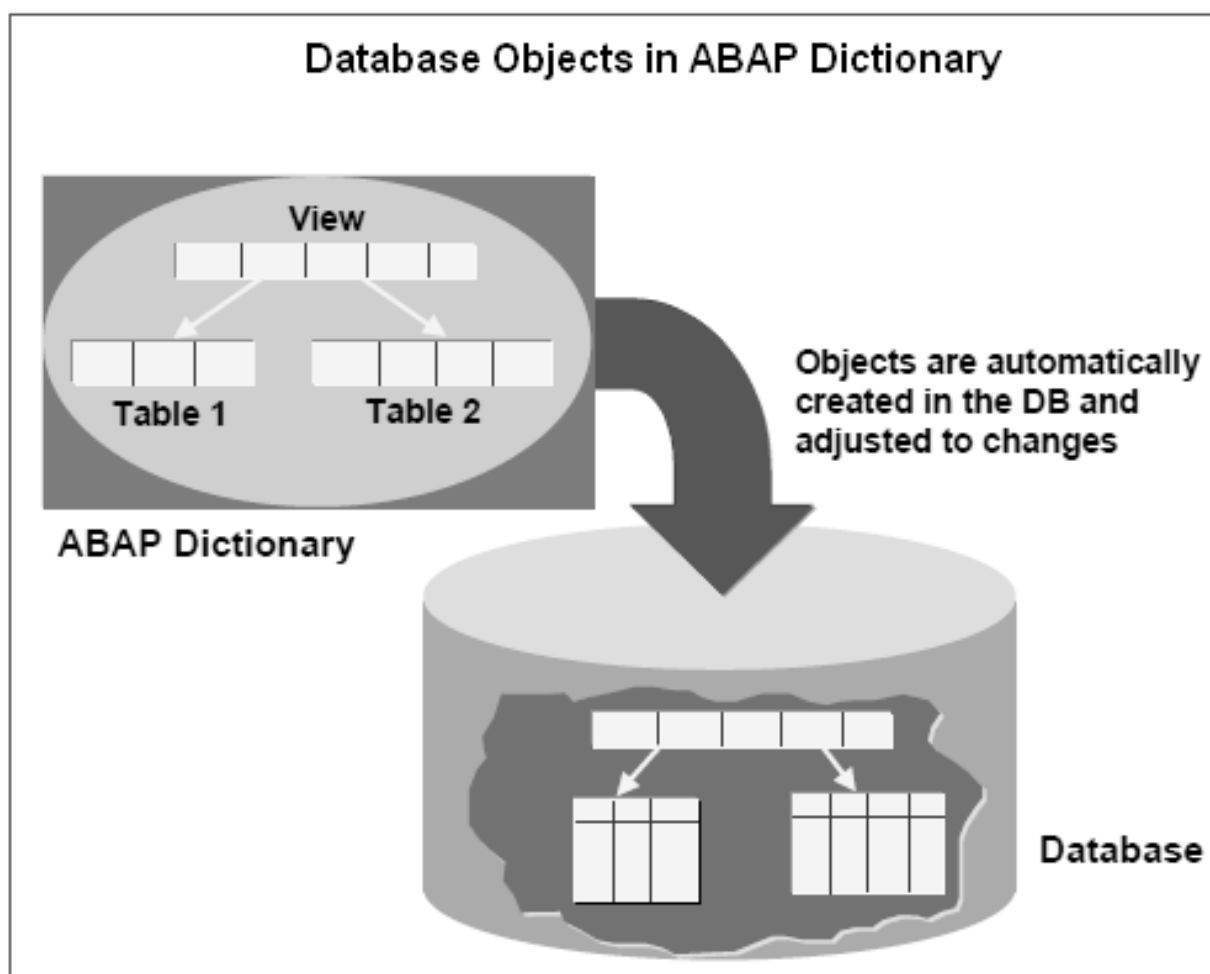 Database Objects in ABAP Dictionary
View
Table 1
Table 2
ABAP Dictionary
Objects are automatically
created in the DB and
adjusted to changes
Database